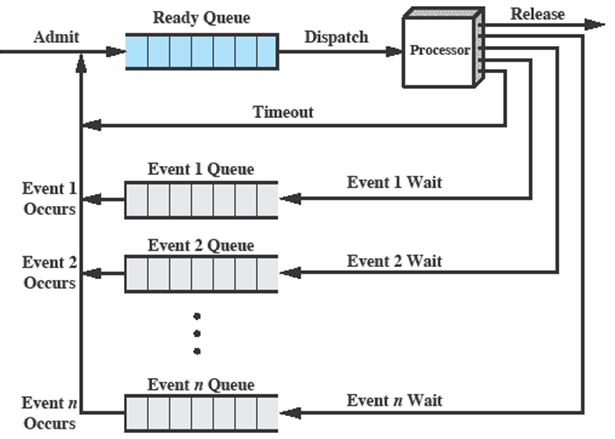 Ready Queue
Release
Admit
Dispatch
Processor
Timeout
Event 1 Queue
Event 1
Occurs
Event 1 Wait
Event 2 Queue
Event 2
Occurs
Event 2 Wait
Event n Queue
Event n
Occurs
Event n Wait